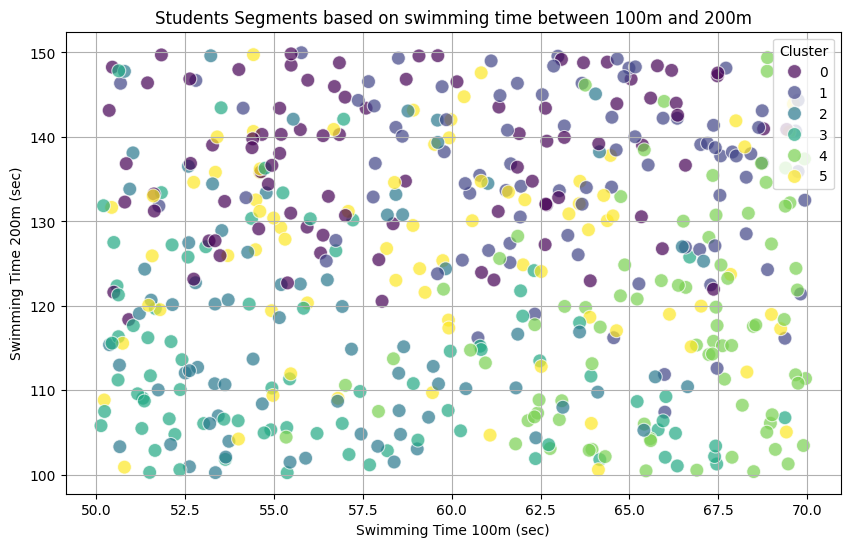 Students Segments based on swimming time between 100m and 200m
Swimming Time 200m (sec)
150
140
130
120
110
100
50.0 52.5 55.0 57.5 60.0 62.5 65.0 67.5 70.0
Swimming Time 100m (sec)
Cluster
0
1
2
3
4
5